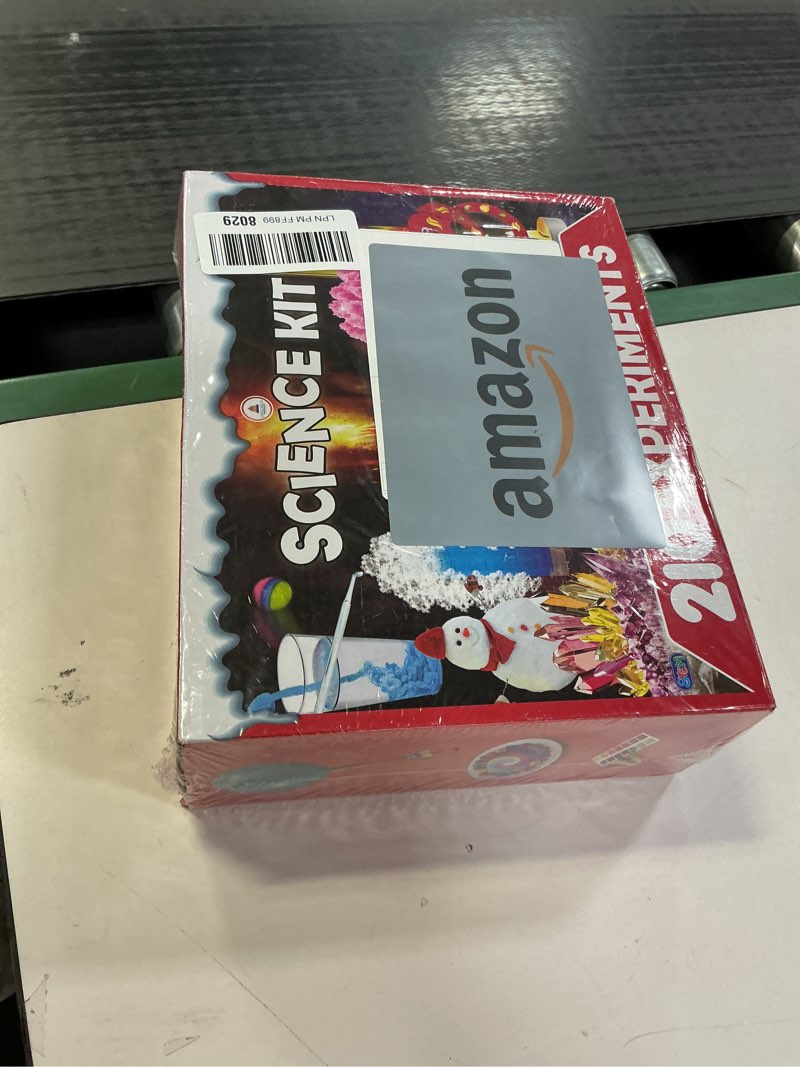 LPN PM FF899
8029
SCIENCE KIT
amazon
EXPERIMENTS